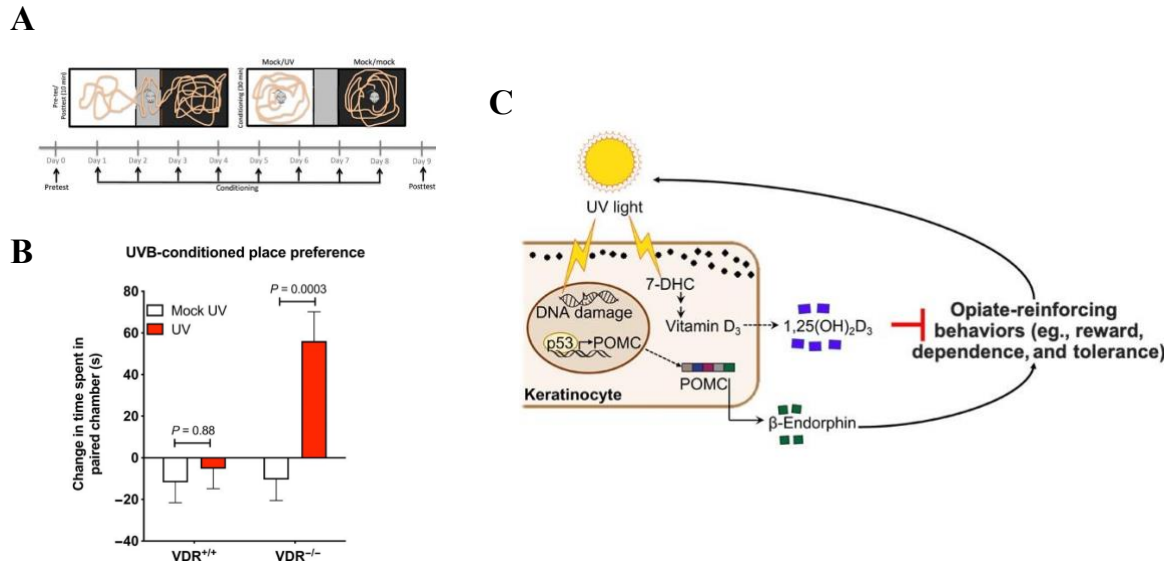 A
Mock/UV
Mock/mock
Pre-tes/
Posttest (10 min)
Conditioning (30 min)
Day 0
Day 1
Day 2
Day 3
Day 4
Day 5
Day 6
Day 7
Day 8
Day 9
Pretest
Conditioning
Posttest
B
UVB-conditioned place preference
Change in time spent in
paired chamber (s)
80
60
40
20
0
–20
–40
Mock UV
UV
P = 0.0003
P = 0.88
VDR+/+
VDR−/−
C
UV light
7-DHC
DNA damage
Vitamin D3
1,25(OH)2D3
p53
POMC
POMC
Keratinocyte
β-Endorphin
Opiate-reinforcing
behaviors (eg., reward,
dependence, and tolerance)